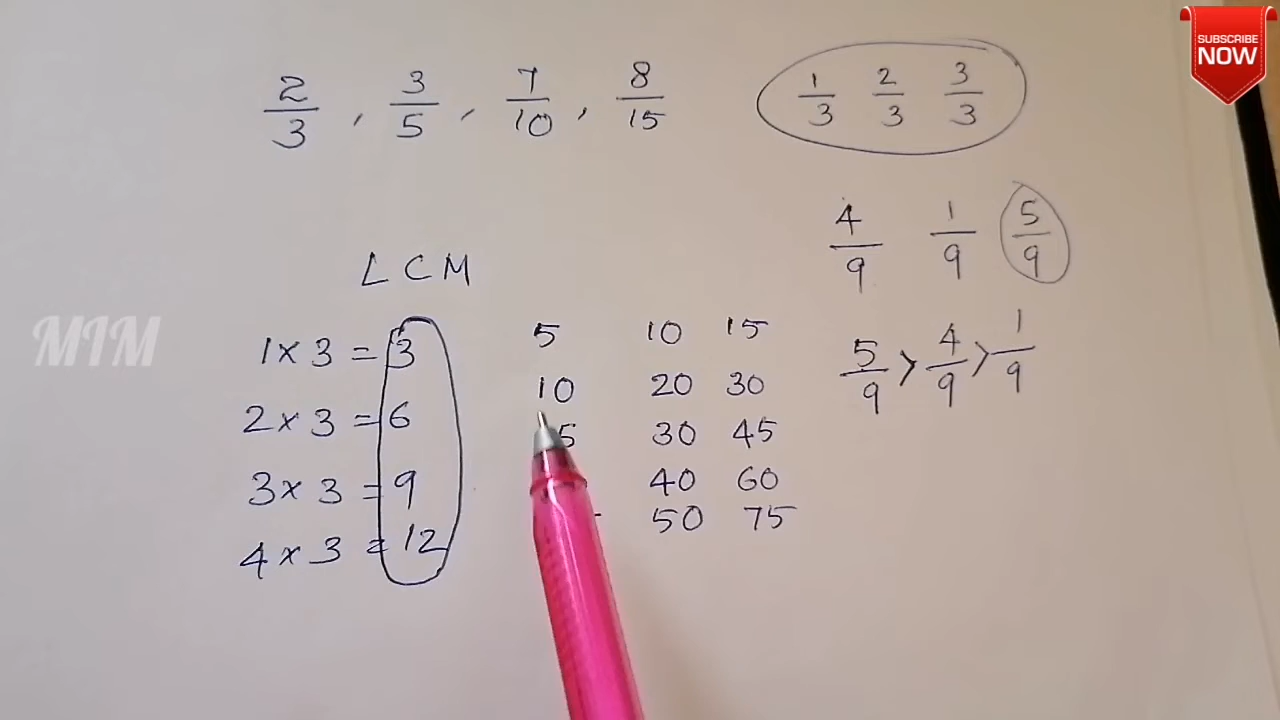 SUBSCRIBE
NOW
2/3 , 3/5 , 7/10 , 8/15
1/3 2/3 3/3
4/9 1/9 5/9
LCM
MIM
1 x 3 = 3
2 x 3 = 6
3 x 3 = 9
4 x 3 = 12
5 10 15
10 20 30
30 45
40 60
50 75
5/9 > 4/9 > 1/9